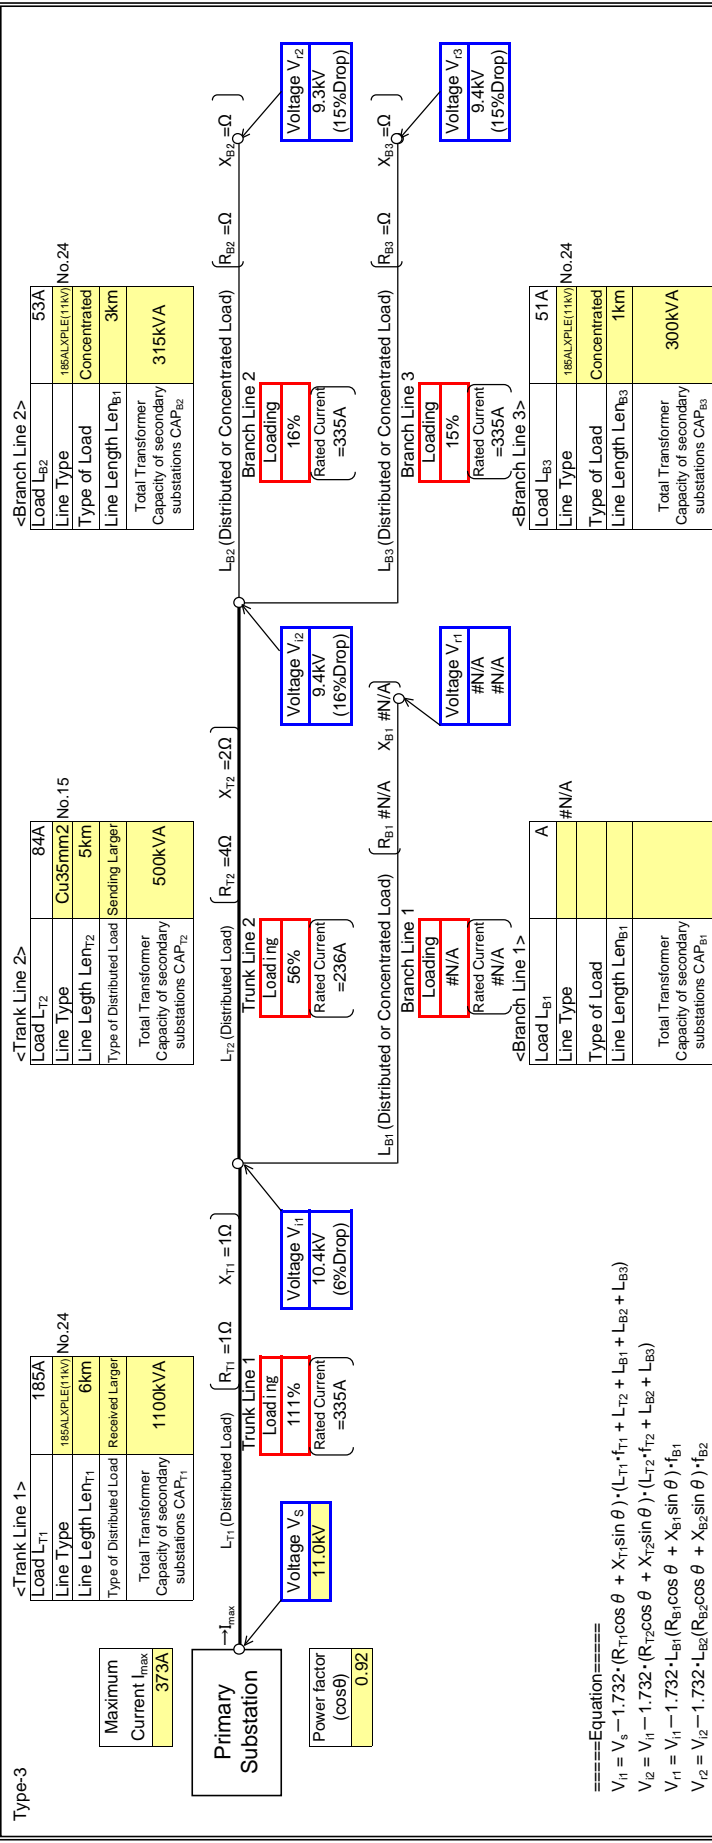 Type-3
Maximum
Current Imax
373A
Primary
Substation
Power factor
(cosθ)
0.92
→Imax
Voltage VS
11.0kV
<Trank Line 1>
Load LT1 185A
Line Type 185ALXPLE(11kV) No.24
Line Legth LenT1 6km
Type of Distributed Load Received Larger
Total Transformer
Capacity of secondary
substations CAPT1
1100kVA
LT1 (Distributed Load) RT1 =1Ω XT1 =1Ω
Trunk Line 1
Loading
111%
Rated Current
=335A
Voltage Vi1
10.4kV
(6%Drop)
<Trank Line 2>
Load LT2 84A
Line Type Cu35mm2 No.15
Line Legth LenT2 5km
Type of Distributed Load Sending Larger
Total Transformer
Capacity of secondary
substations CAPT2
500kVA
LT2 (Distributed Load) RT2 =4Ω XT2 =2Ω
Trunk Line 2
Loading
56%
Rated Current
=236A
Voltage Vi2
9.4kV
(16%Drop)
LB1 (Distributed or Concentrated Load) RB1 #N/A XB1 #N/A
Branch Line 1
Loading
#N/A
Rated Current
#N/A
Voltage Vr1
#N/A
#N/A
<Branch Line 1>
Load LB1 A
Line Type #N/A
Type of Load
Line Length LenB1
Total Transformer
Capacity of secondary
substations CAPB1
<Branch Line 2>
Load LB2 53A
Line Type 185ALXPLE(11kV) No.24
Type of Load Concentrated
Line Length LenB1 3km
Total Transformer
Capacity of secondary
substations CAPB2
315kVA
LB2 (Distributed or Concentrated Load) RB2 =Ω XB2 =Ω
Branch Line 2
Loading
16%
Rated Current
=335A
Voltage Vr2
9.3kV
(15%Drop)
LB3 (Distributed or Concentrated Load) RB3 =Ω XB3 =Ω
Branch Line 3
Loading
15%
Rated Current
=335A
Voltage Vr3
9.4kV
(15%Drop)
<Branch Line 3>
Load LB3 51A
Line Type 185ALXPLE(11kV) No.24
Type of Load Concentrated
Line Length LenB3 1km
Total Transformer
Capacity of secondary
substations CAPB3
300kVA
=====Equation=====
Vi1 = Vs－1.732･(RT1cos θ + XT1sin θ)･(LT1･fT1 + LT2 + LB1 + LB2 + LB3)
Vi2 = Vi1－1.732･(RT2cos θ + XT2sin θ)･(LT2･fT2 + LB2 + LB3)
Vr1 = Vi1－1.732･LB1(RB1cos θ + XB1sin θ)･fB1
Vr2 = Vi2－1.732･LB2(RB2cos θ + XB2sin θ)･fB2